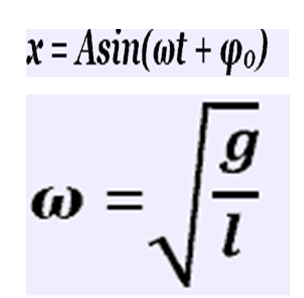 x = Asin(ωt + φ₀)
ω = √(g/l)